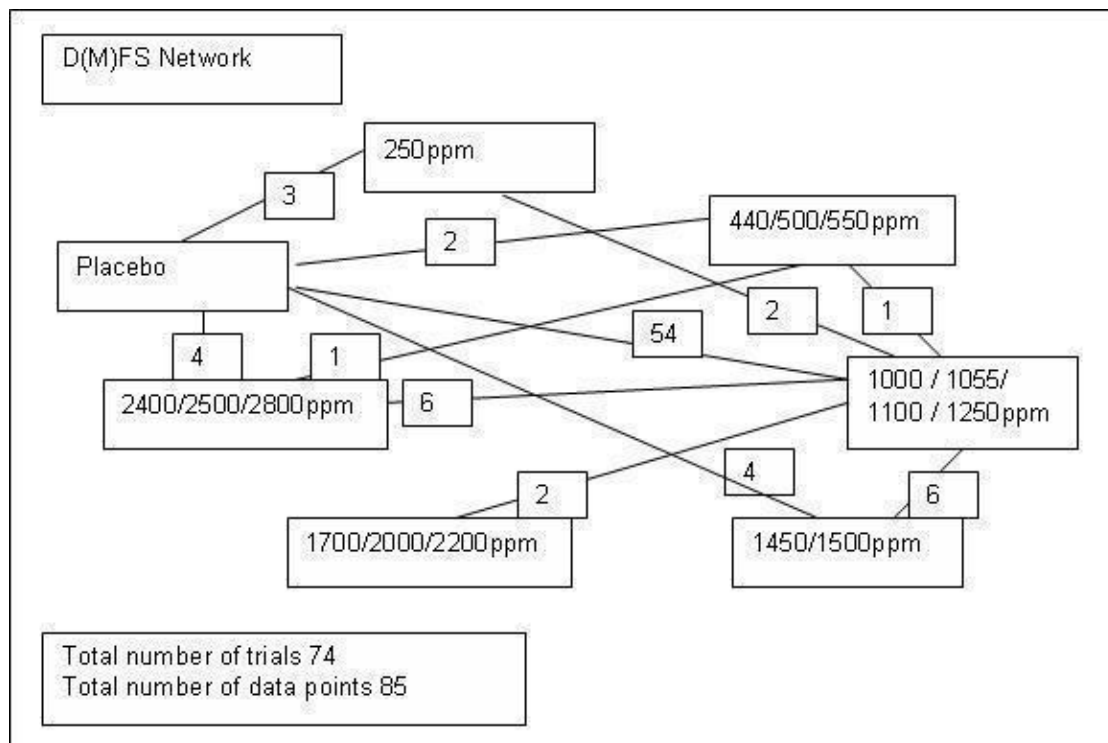 D(M)FS Network
250ppm
3
440/500/550ppm
2
Placebo
2
1
54
4
1
1000 / 1055/
1100 / 1250ppm
2400/2500/2800ppm
6
4
6
2
1700/2000/2200ppm
1450/1500ppm
Total number of trials 74
Total number of data points 85